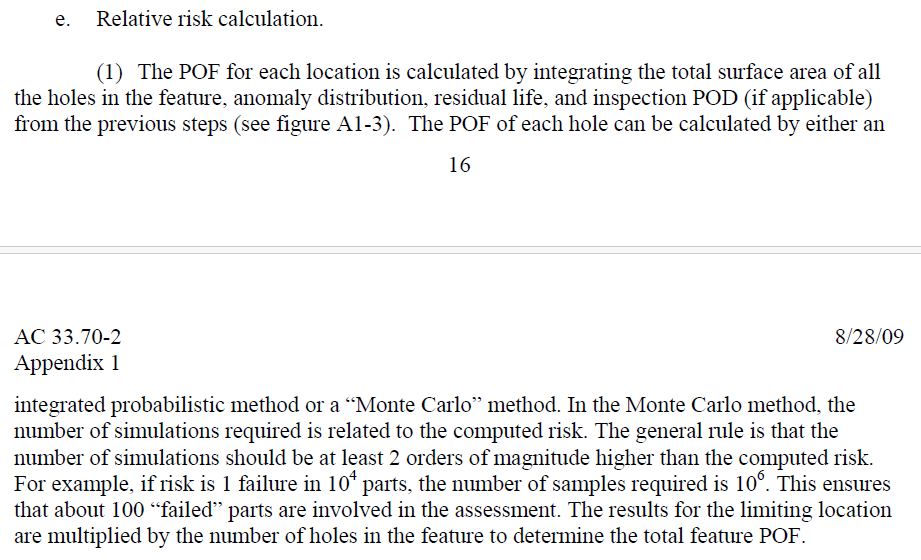 e. Relative risk calculation.
(1) The POF for each location is calculated by integrating the total surface area of all
the holes in the feature, anomaly distribution, residual life, and inspection POD (if applicable)
from the previous steps (see figure A1-3). The POF of each hole can be calculated by either an
16
AC 33.70-2
8/28/09
Appendix 1
integrated probabilistic method or a “Monte Carlo” method. In the Monte Carlo method, the
number of simulations required is related to the computed risk. The general rule is that the
number of simulations should be at least 2 orders of magnitude higher than the computed risk.
For example, if risk is 1 failure in 10⁴ parts, the number of samples required is 10⁶. This ensures
that about 100 “failed” parts are involved in the assessment. The results for the limiting location
are multiplied by the number of holes in the feature to determine the total feature POF.